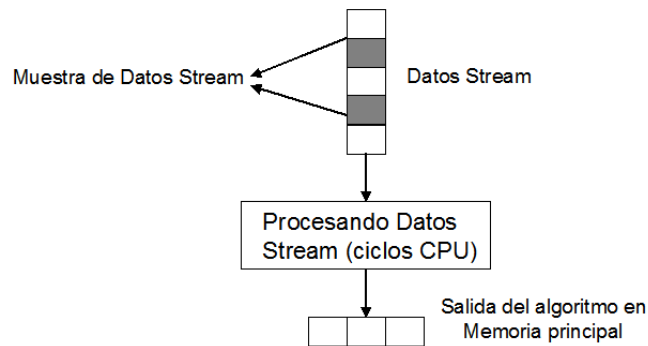 Muestra de Datos Stream
Datos Stream
Procesando Datos
Stream (ciclos CPU)
Salida del algoritmo en
Memoria principal